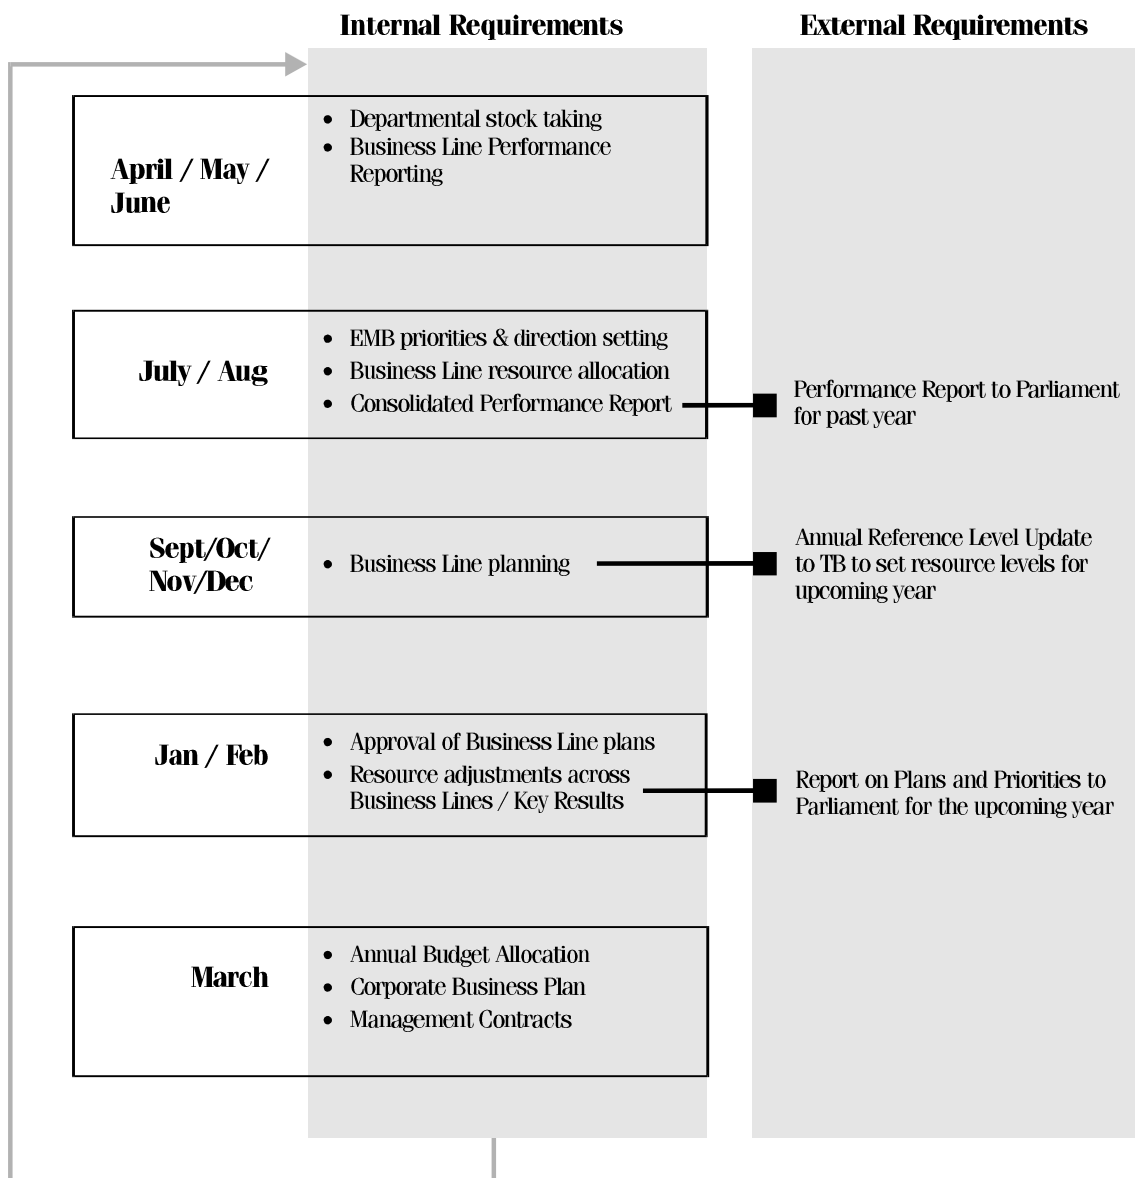 Internal Requirements
External Requirements
April / May /
June
• Departmental stock taking
• Business Line Performance
Reporting
July / Aug
• EMB priorities & direction setting
• Business Line resource allocation
• Consolidated Performance Report
Performance Report to Parliament
for past year
Sept/Oct/
Nov/Dec
• Business Line planning
Annual Reference Level Update
to TB to set resource levels for
upcoming year
Jan / Feb
• Approval of Business Line plans
• Resource adjustments across
Business Lines / Key Results
Report on Plans and Priorities to
Parliament for the upcoming year
March
• Annual Budget Allocation
• Corporate Business Plan
• Management Contracts